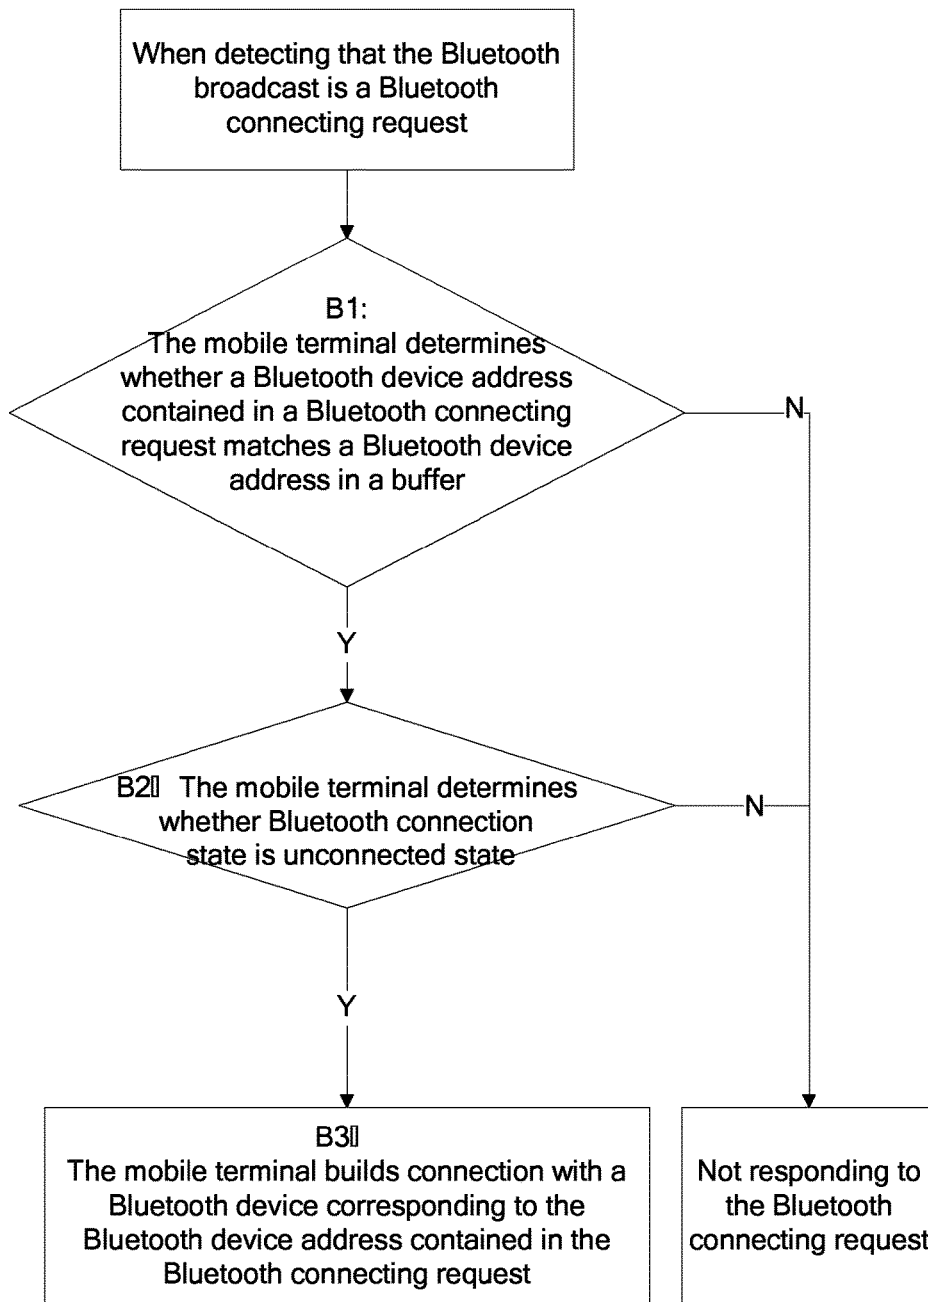 When detecting that the Bluetooth
broadcast is a Bluetooth
connecting request
B1:
The mobile terminal determines
whether a Bluetooth device address
contained in a Bluetooth connecting
request matches a Bluetooth device
address in a buffer
N
Y
B2▯ The mobile terminal determines
whether Bluetooth connection
state is unconnected state
N
Y
B3▯
The mobile terminal builds connection with a
Bluetooth device corresponding to the
Bluetooth device address contained in the
Bluetooth connecting request
Not responding to
the Bluetooth
connecting request